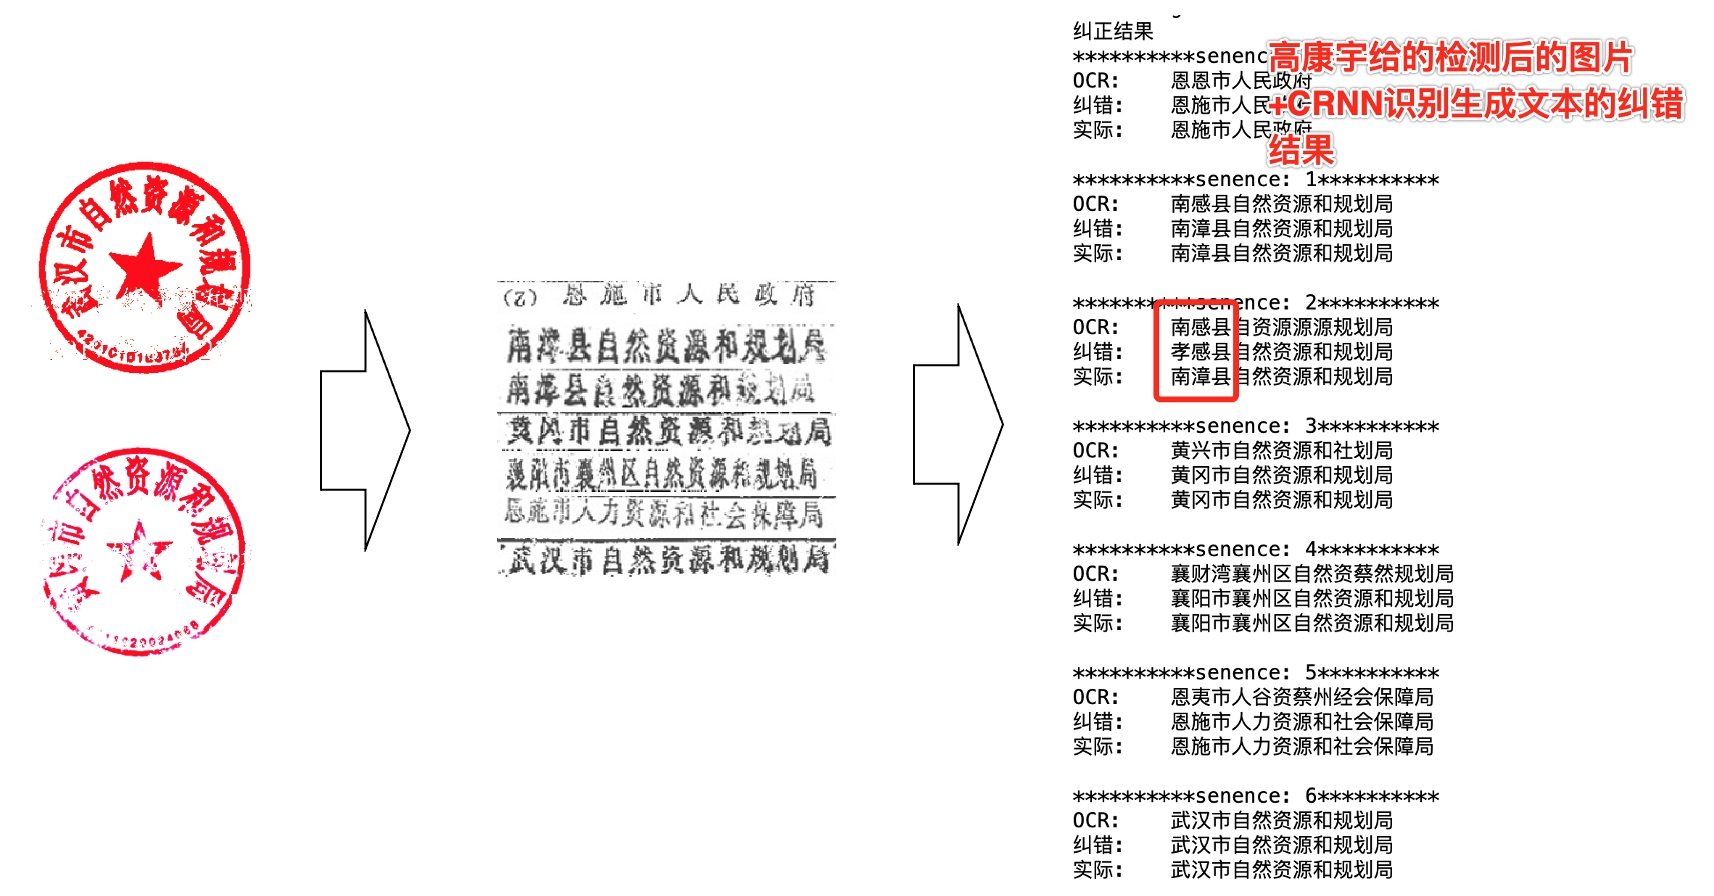 武汉市自然资源和规划局
武汉市自然资源和规划局
(2) 恩施市人民政府
南漳县自然资源和规划局
南漳县自然资源和规划局
黄冈市自然资源和规划局
襄阳市襄州区自然资源和规划局
恩施市人力资源和社会保障局
武汉市自然资源和规划局
高康宇给的检测后的图片
+CRNN识别生成文本的纠错
结果
纠正结果
**********senenc
OCR: 恩恩市人民政府
纠错: 恩施市人民
实际: 恩施市人民政府
**********senence: 1**********
OCR: 南感县自然资源和规划局
纠错: 南漳县自然资源和规划局
实际: 南漳县自然资源和规划局
**********senence: 2**********
OCR: 南感县自资源源源规划局
纠错: 孝感县自然资源和规划局
实际: 南漳县自然资源和规划局
**********senence: 3**********
OCR: 黄兴市自然资源和社划局
纠错: 黄冈市自然资源和规划局
实际: 黄冈市自然资源和规划局
**********senence: 4**********
OCR: 襄财湾襄州区自然资蔡然规划局
纠错: 襄阳市襄州区自然资源和规划局
实际: 襄阳市襄州区自然资源和规划局
**********senence: 5**********
OCR: 恩夷市人谷资蔡州经会保障局
纠错: 恩施市人力资源和社会保障局
实际: 恩施市人力资源和社会保障局
**********senence: 6**********
OCR: 武汉市自然资源和规划局
纠错: 武汉市自然资源和规划局
实际: 武汉市自然资源和规划局